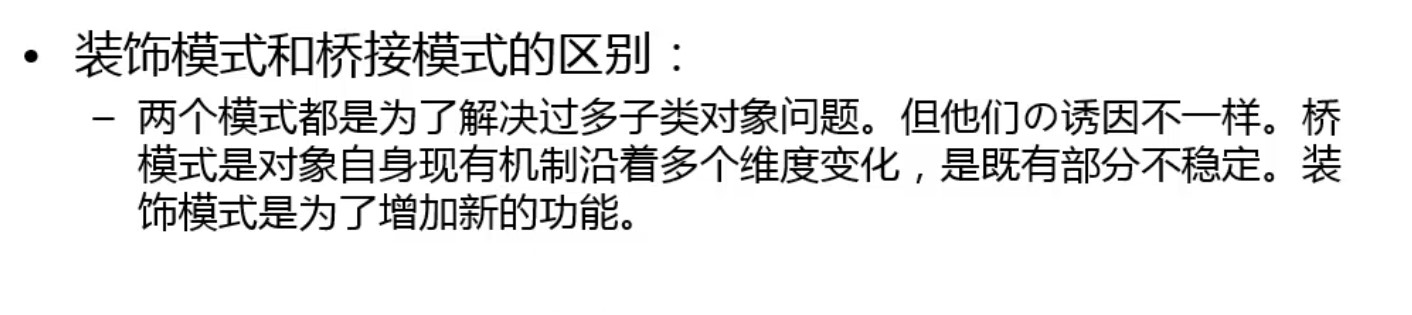 • 装饰模式和桥接模式的区别：
– 两个模式都是为了解决过多子类对象问题。但他们の诱因不一样。桥
模式是对象自身现有机制沿着多个维度变化，是既有部分不稳定。装
饰模式是为了增加新的功能。